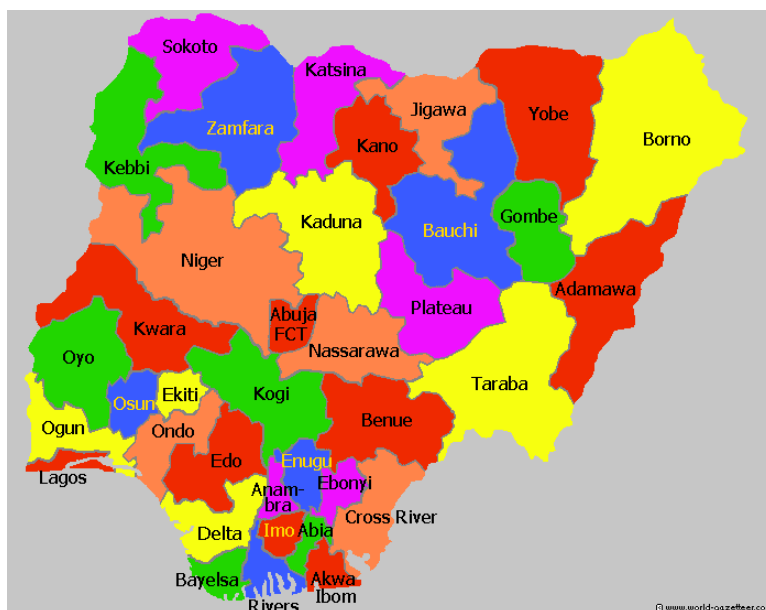 Sokoto
Katsina
Jigawa
Yobe
Zamfara
Kano
Borno
Kebbi
Kaduna
Gombe
Bauchi
Niger
Adamawa
Plateau
Abuja
FCT
Kwara
Nassarawa
Oyo
Taraba
Kogi
Ekiti
Osun
Benue
Ogun
Ondo
Edo
Enugu
Lagos
Anam-
bra
Ebonyi
Cross River
Delta
Imo
Abia
Bayelsa
Akwa
Ibom
Rivers
© www.world-gazetteer.co